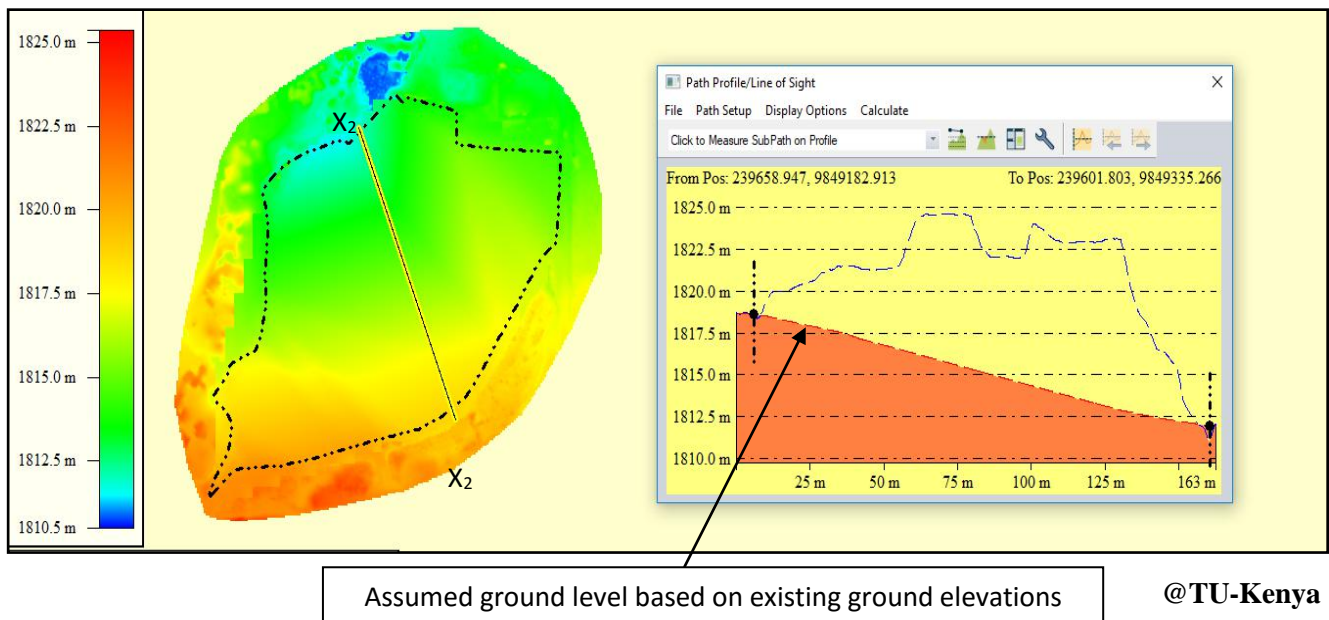 1825.0 m
1822.5 m
1820.0 m
1817.5 m
1815.0 m
1812.5 m
1810.5 m
X2
X2
Path Profile/Line of Sight
X
File Path Setup Display Options Calculate
Click to Measure SubPath on Profile
From Pos: 239658.947, 9849182.913 To Pos: 239601.803, 9849335.266
1825.0 m
1822.5 m
1820.0 m
1817.5 m
1815.0 m
1812.5 m
1810.0 m
25 m 50 m 75 m 100 m 125 m 163 m
Assumed ground level based on existing ground elevations
@TU-Kenya